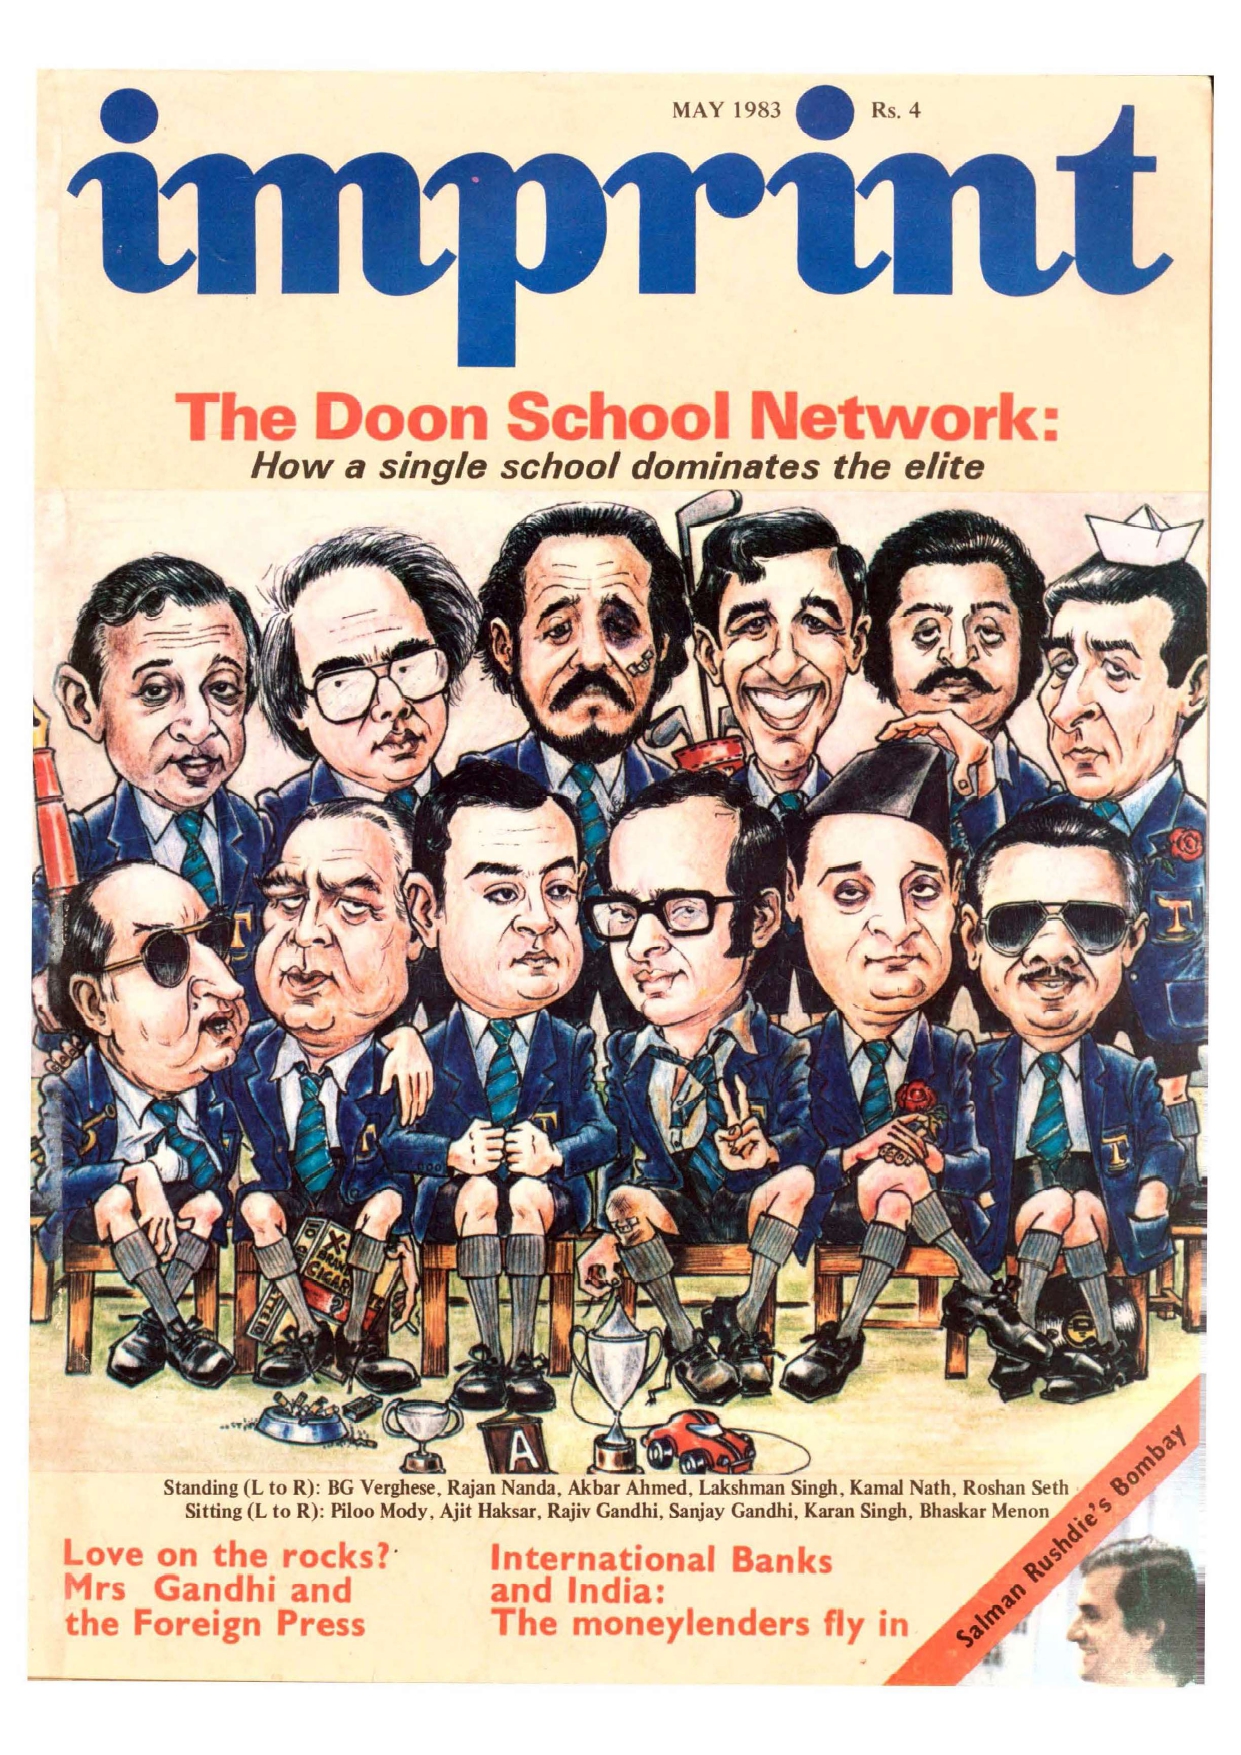 MAY 1983 Rs. 4
imprint
The Doon School Network:
How a single school dominates the elite
T
T
T
T
T
X-
BRAND
CIGAR
A
Standing (L to R): BG Verghese, Rajan Nanda, Akbar Ahmed, Lakshman Singh, Kamal Nath, Roshan Seth
Sitting (L to R): Piloo Mody, Ajit Haksar, Rajiv Gandhi, Sanjay Gandhi, Karan Singh, Bhaskar Menon
Love on the rocks?
Mrs Gandhi and
the Foreign Press
International Banks
and India:
The moneylenders fly in
Salman Rushdie's Bombay